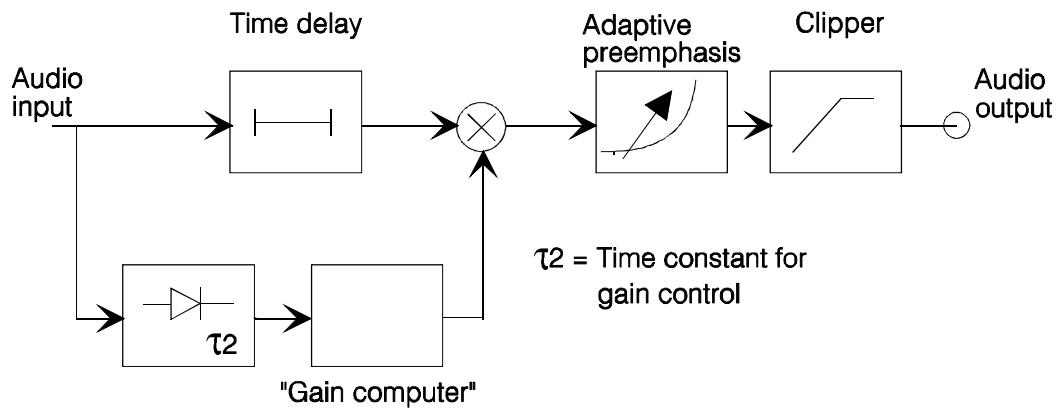 Time delay
Adaptive
preemphasis
Clipper
Audio
input
Audio
output
τ2 = Time constant for
gain control
τ2
"Gain computer"